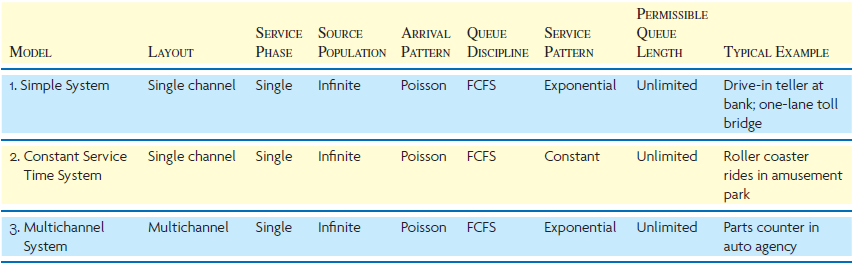 PERMISSIBLE
SERVICE SOURCE ARRIVAL QUEUE SERVICE QUEUE
MODEL LAYOUT PHASE POPULATION PATTERN DISCIPLINE PATTERN LENGTH TYPICAL EXAMPLE
1. Simple System Single channel Single Infinite Poisson FCFS Exponential Unlimited Drive-in teller at
bank; one-lane toll
bridge
2. Constant Service Single channel Single Infinite Poisson FCFS Constant Unlimited Roller coaster
Time System rides in amusement
park
3. Multichannel Multichannel Single Infinite Poisson FCFS Exponential Unlimited Parts counter in
System auto agency